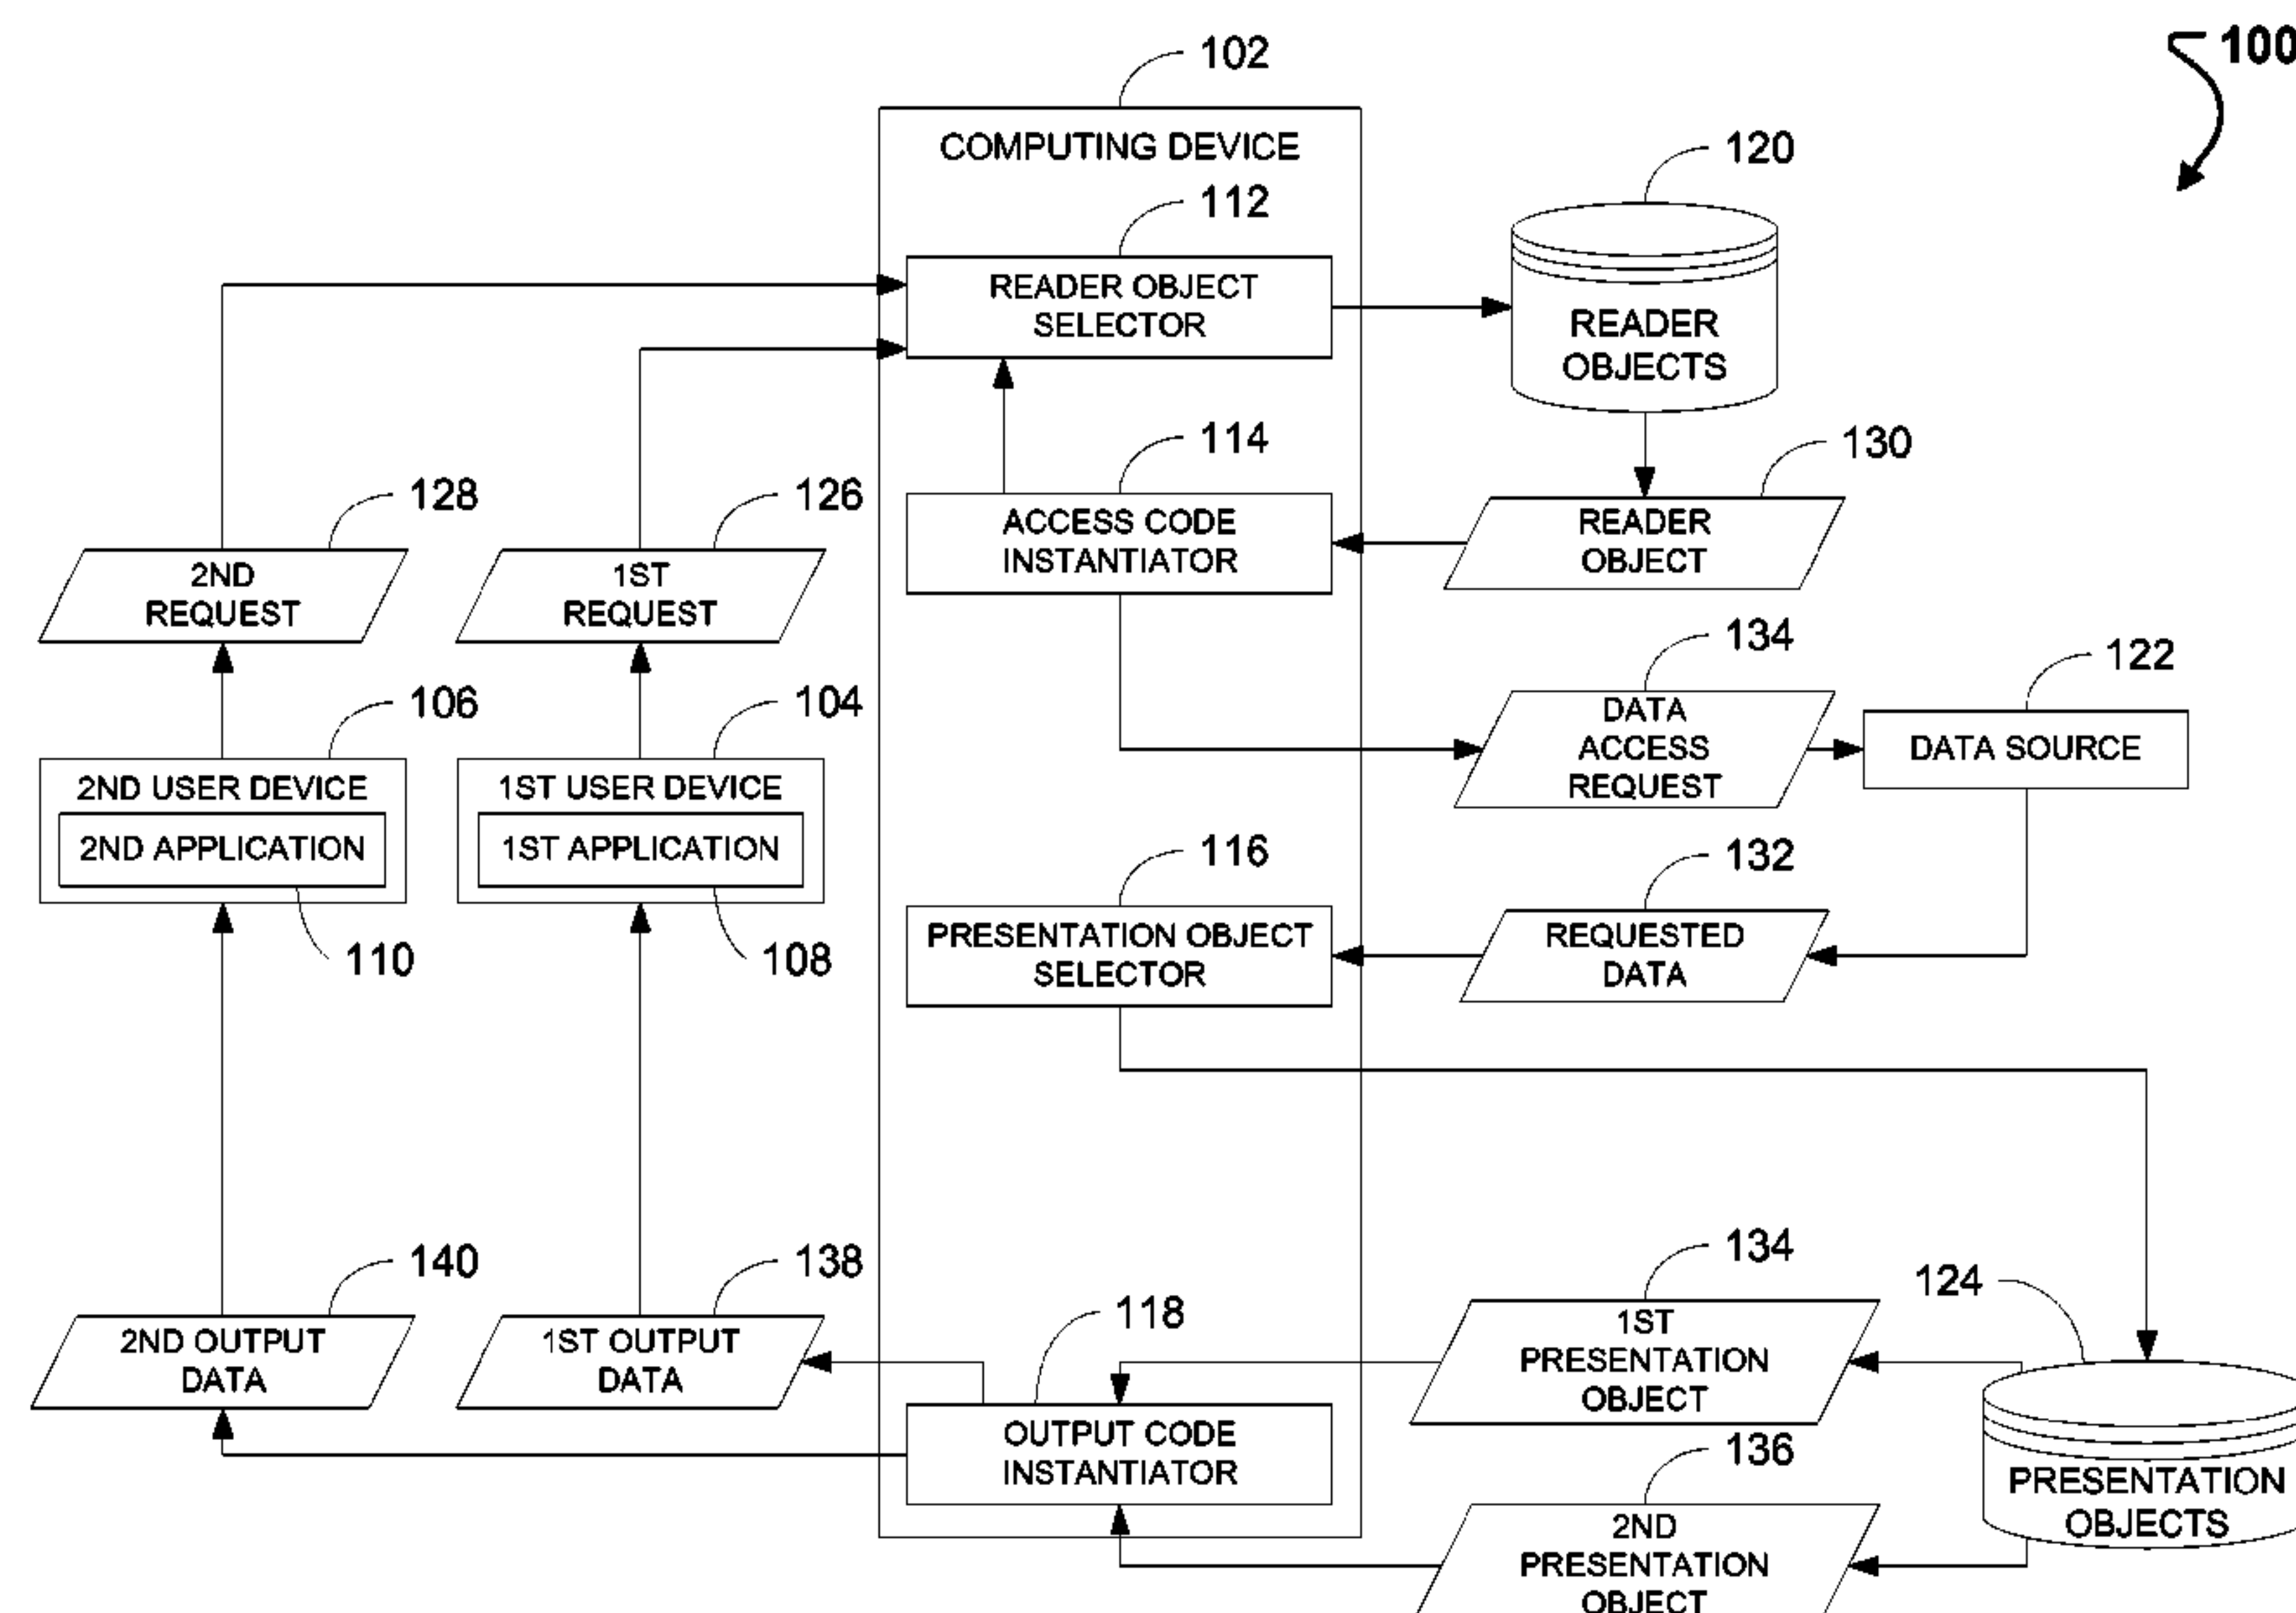 100
102
COMPUTING DEVICE
120
112
READER OBJECT
SELECTOR
READER
OBJECTS
114
130
128
126
ACCESS CODE
INSTANTIATOR
READER
OBJECT
2ND
REQUEST
1ST
REQUEST
134
122
106
104
DATA
ACCESS
REQUEST
DATA SOURCE
2ND USER DEVICE
1ST USER DEVICE
2ND APPLICATION
1ST APPLICATION
116
132
110
108
PRESENTATION OBJECT
SELECTOR
REQUESTED
DATA
140
138
134
124
118
2ND OUTPUT
DATA
1ST OUTPUT
DATA
1ST
PRESENTATION
OBJECT
OUTPUT CODE
INSTANTIATOR
136
PRESENTATION
OBJECTS
2ND
PRESENTATION
OBJECT